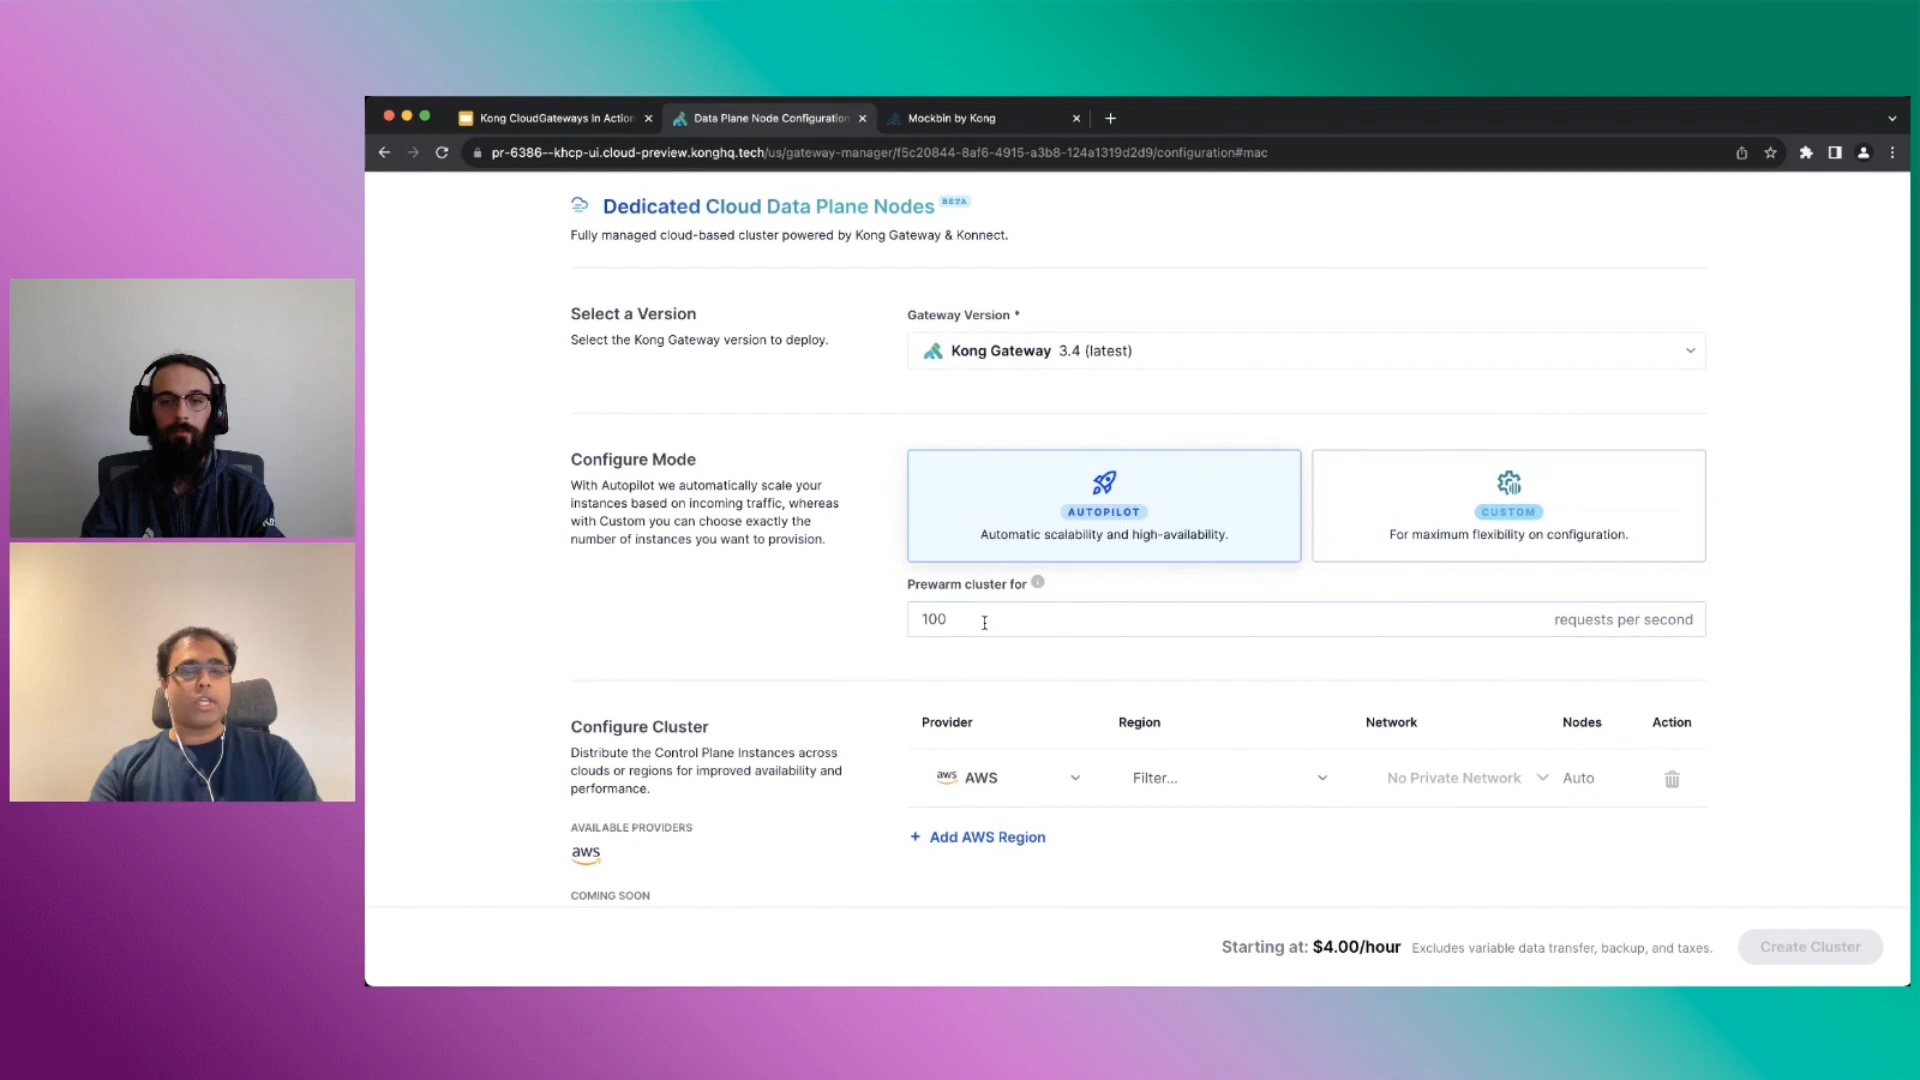 Kong CloudGateways In Action
Data Plane Node Configuration
Mockbin by Kong
pr-6386--khcp-ui.cloud-preview.konghq.tech/us/gateway-manager/f5c20844-8af6-4915-a3b8-124a1319d2d9/configuration#mac
Dedicated Cloud Data Plane Nodes BETA
Fully managed cloud-based cluster powered by Kong Gateway & Konnect.
Select a Version
Select the Kong Gateway version to deploy.
Gateway Version *
Kong Gateway 3.4 (latest)
Configure Mode
With Autopilot we automatically scale your
instances based on incoming traffic, whereas
with Custom you can choose exactly the
number of instances you want to provision.
AUTOPILOT
Automatic scalability and high-availability.
CUSTOM
For maximum flexibility on configuration.
Prewarm cluster for
100
requests per second
Configure Cluster
Distribute the Control Plane Instances across
clouds or regions for improved availability and
performance.
AVAILABLE PROVIDERS
aws
COMING SOON
Provider Region Network Nodes Action
aws AWS Filter... No Private Network Auto
+ Add AWS Region
Starting at: $4.00/hour Excludes variable data transfer, backup, and taxes.
Create Cluster